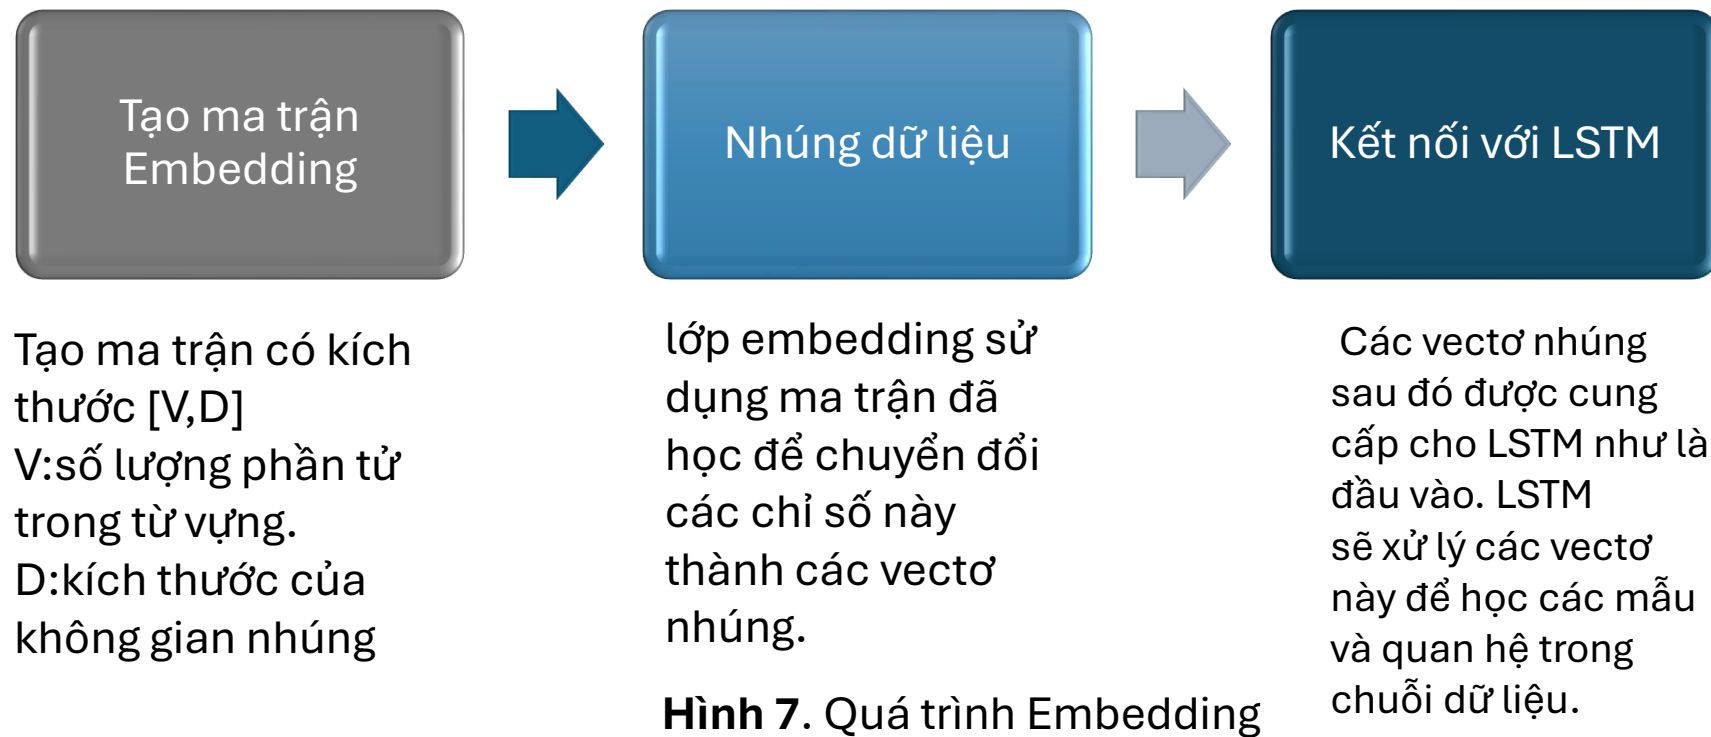 Tạo ma trận
Embedding
Nhúng dữ liệu
Kết nối với LSTM
Tạo ma trận có kích
thước [V,D]
V:số lượng phần tử
trong từ vựng.
D:kích thước của
không gian nhúng
lớp embedding sử
dụng ma trận đã
học để chuyển đổi
các chỉ số này
thành các vectơ
nhúng.
Các vectơ nhúng
sau đó được cung
cấp cho LSTM như là
đầu vào. LSTM
sẽ xử lý các vectơ
này để học các mẫu
và quan hệ trong
chuỗi dữ liệu.
Hình 7. Quá trình Embedding